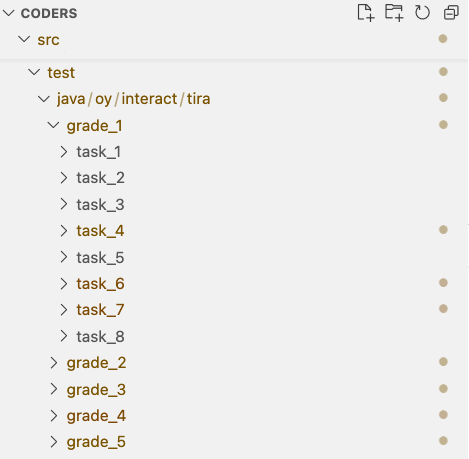 CODERS
src
test
java/oy/interact/tira
grade_1
task_1
task_2
task_3
task_4
task_5
task_6
task_7
task_8
grade_2
grade_3
grade_4
grade_5